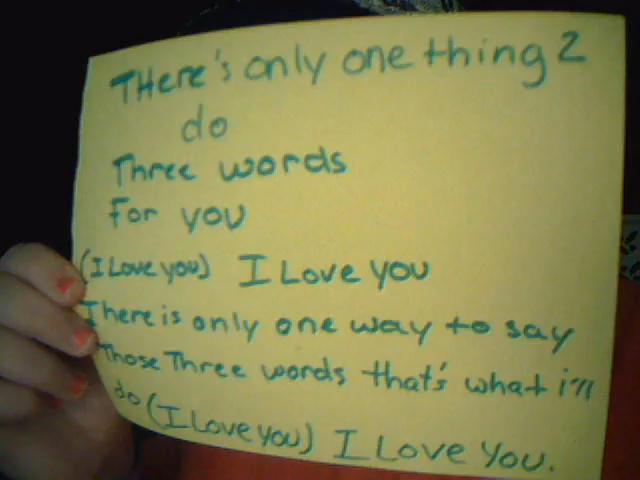 THere's only one thing 2
do
Three words
For you
(I Love you) I Love you
There is only one way to say
Those Three words that's what i'll
do (I Love you) I Love You.